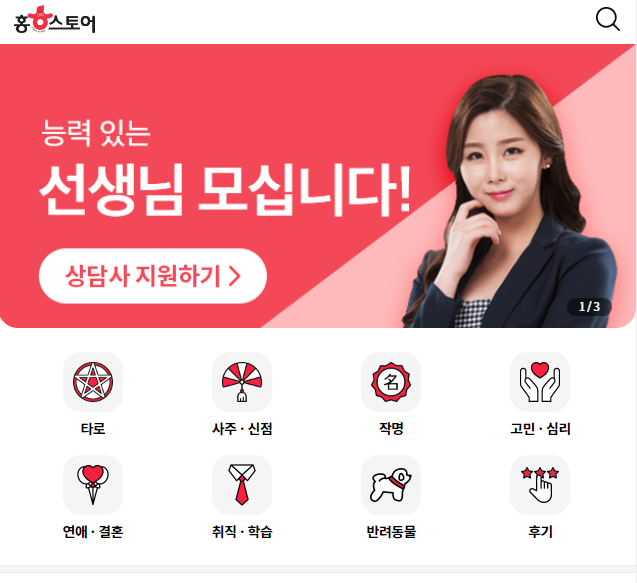 홍스토어
능력 있는
선생님 모십니다!
상담사 지원하기
1/3
名
타로
사주 · 신점
작명
고민 · 심리
연애 · 결혼
취직 · 학습
반려동물
후기